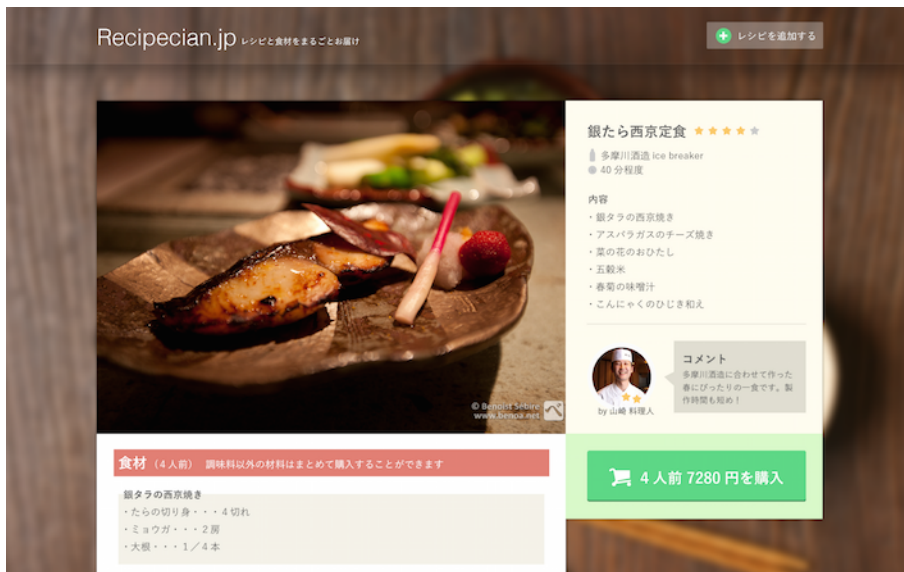 Recipecian.jp レシピと食材をまるごとお届け
レシピを追加する
銀たら西京定食
多摩川酒造 ice breaker
40 分程度
内容
・銀タラの西京焼き
・アスパラガスのチーズ焼き
・菜の花のおひたし
・五穀米
・春菊の味噌汁
・こんにゃくのひじき和え
コメント
多摩川酒造に合わせて作った
春にぴったりの一食です。製
作時間も短め！
by 山崎 料理人
© Benoist Sébire
www.benoa.net
4 人前 7280 円を購入
食材（4 人前） 調味料以外の材料はまとめて購入することができます
銀タラの西京焼き
・たらの切り身・・・４切れ
・ミョウガ・・・２房
・大根・・・１／４本